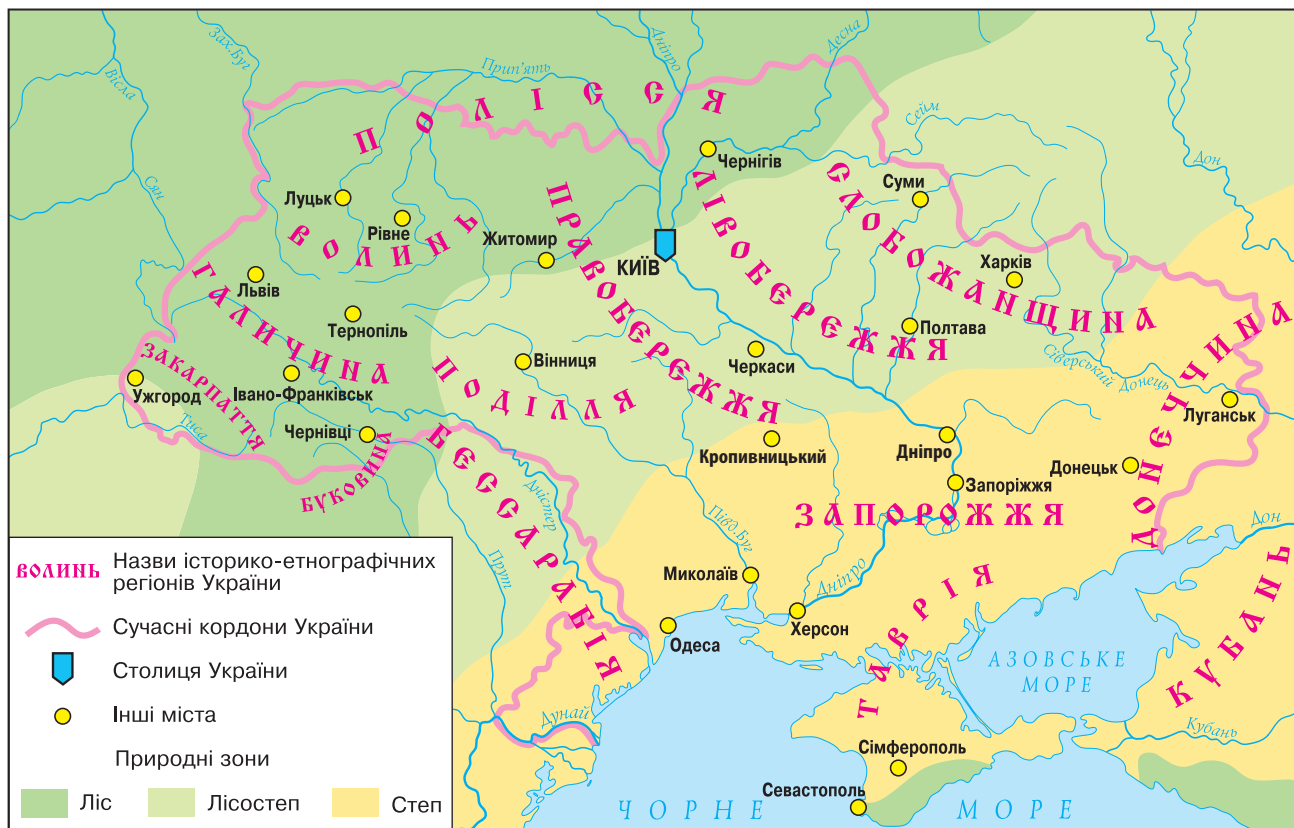 Зах.Буг
Дніпро
Десна
Вісла
Прип'ять
ПОЛІССЯ
Сейм
Дон
Чернігів
Сян
Луцьк
Рівне
ВОЛИНЬ
Житомир
ПРАВОБЕРЕЖЖЯ
ЛІВОБЕРЕЖЖЯ
Суми
СЛОБОЖАНЩИНА
КИЇВ
Харків
Львів
ГАЛИЧИНА
Тернопіль
Полтава
ЗАКАРПАТТЯ
Вінниця
Черкаси
Сіверський Донець
ДОНЕЧЧИНА
Ужгород
Івано-Франківськ
ПОДІЛЛЯ
Луганськ
Тиса
Чернівці
БУКОВИНА
БЕССАРАБІЯ
Кропивницький
Дніпро
Донецьк
Запоріжжя
ЗАПОРОЖЖЯ
Дністер
Півд.Буг
Прут
Дніпро
Дон
Миколаїв
Херсон
Одеса
ТАВРІЯ
АЗОВСЬКЕ
МОРЕ
КУБАНЬ
Кубань
Дунай
Сімферополь
Севастополь
ЧОРНЕ МОРЕ
ВОЛИНЬ
Назви історико-етнографічних
регіонів України
Сучасні кордони України
Столиця України
Інші міста
Природні зони
Ліс
Лісостеп
Степ